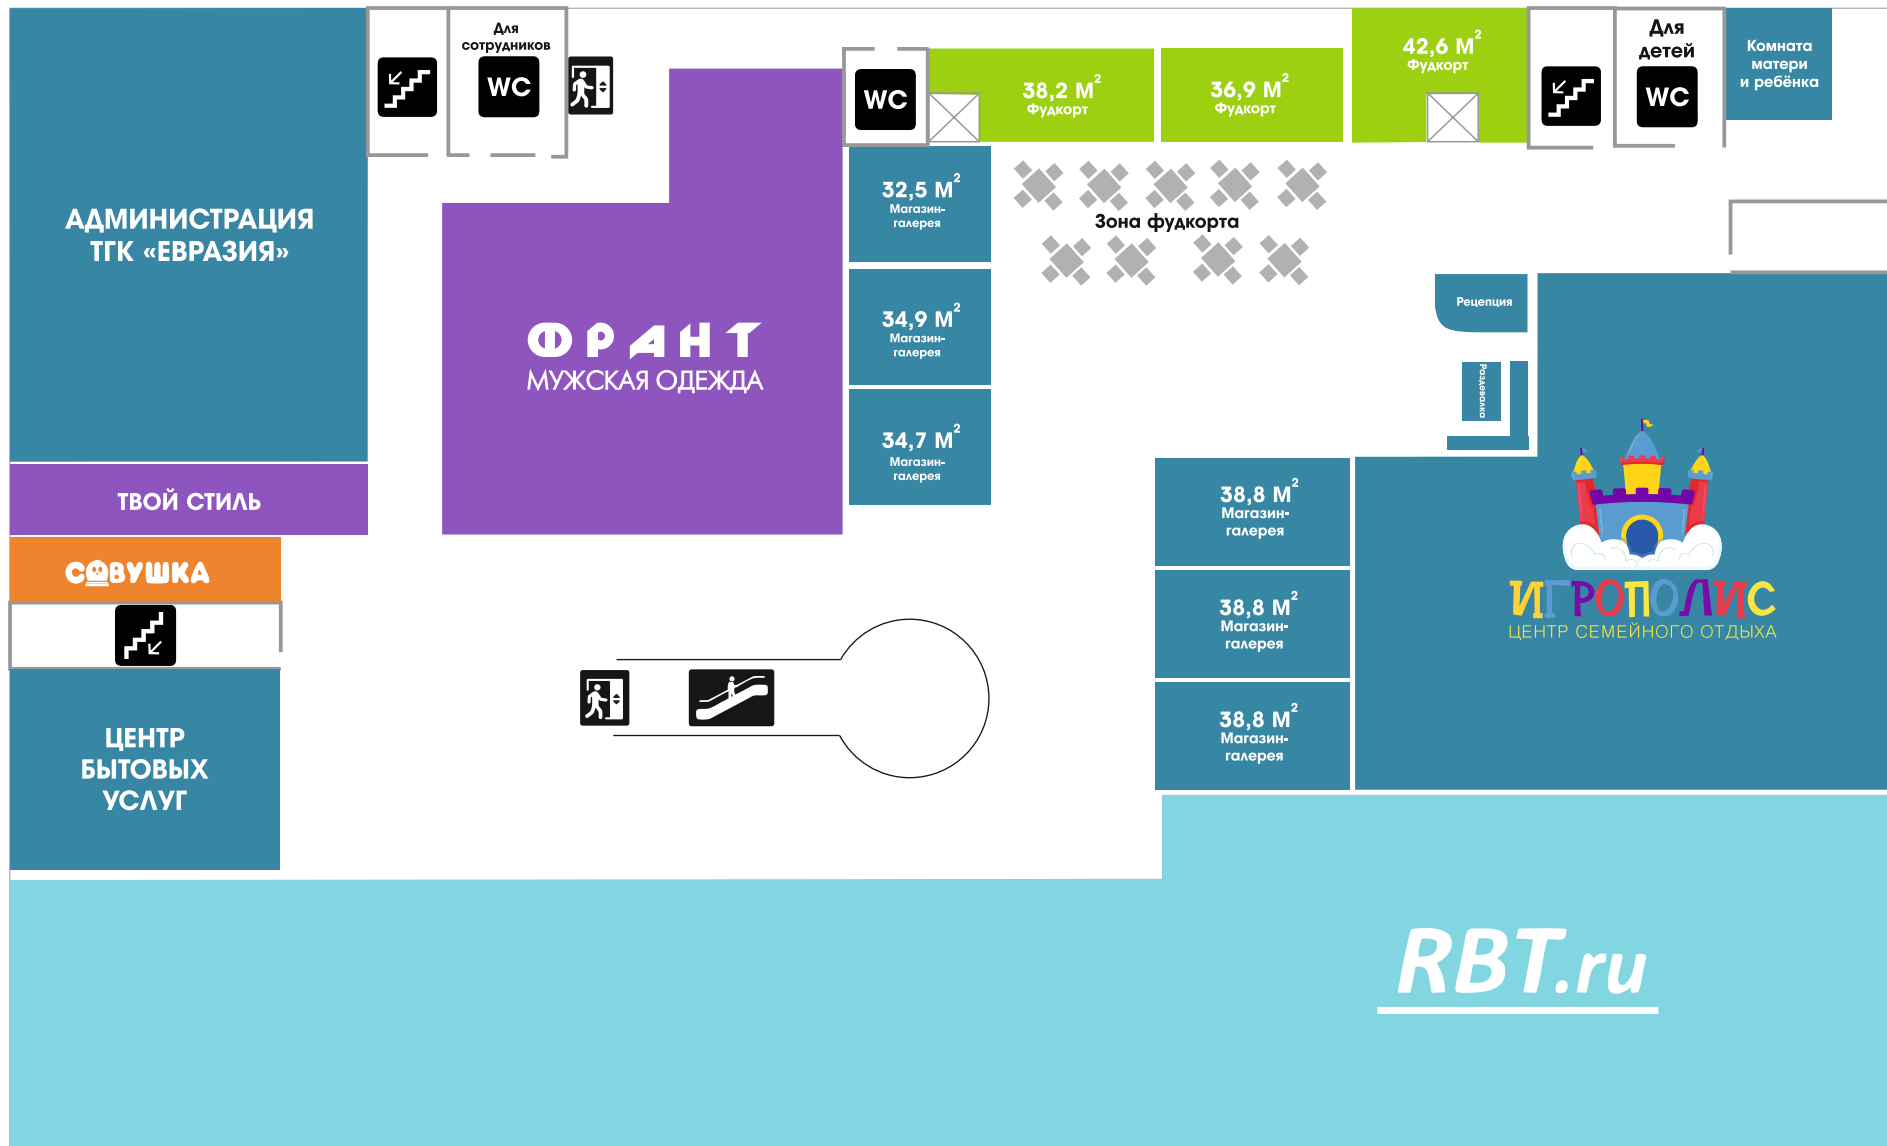 Для
сотрудников
WC
WC
38,2 М²
Фудкорт
36,9 М²
Фудкорт
42,6 М²
Фудкорт
Для
детей
WC
Комната
матери
и ребёнка
АДМИНИСТРАЦИЯ
ТГК «ЕВРАЗИЯ»
32,5 М²
Магазин-
галерея
Зона фудкорта
Рецепция
ФРАНТ
МУЖСКАЯ ОДЕЖДА
34,9 М²
Магазин-
галерея
Раздевалка
34,7 М²
Магазин-
галерея
ТВОЙ СТИЛЬ
СОВУШКА
38,8 М²
Магазин-
галерея
38,8 М²
Магазин-
галерея
ИГРОПОЛИС
ЦЕНТР СЕМЕЙНОГО ОТДЫХА
38,8 М²
Магазин-
галерея
ЦЕНТР
БЫТОВЫХ
УСЛУГ
RBT.ru